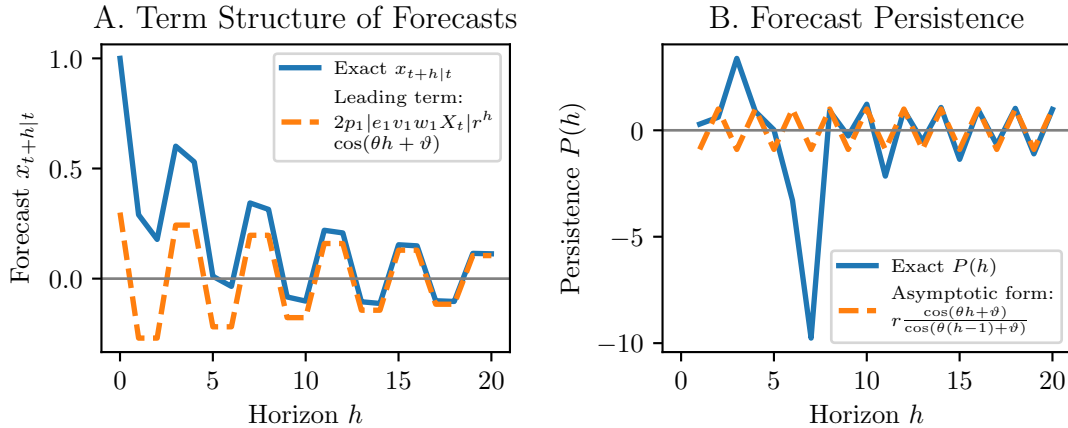 A. Term Structure of Forecasts
1.0
0.5
0.0
Forecast $x_{t+h|t}$
Exact $x_{t+h|t}$
Leading term:
$2p_1|e_1v_1w_1X_t|r^h$
$\cos(\theta h + \vartheta)$
0 5 10 15 20
Horizon $h$
B. Forecast Persistence
0
−5
−10
Persistence $P(h)$
Exact $P(h)$
Asymptotic form:
$r\frac{\cos(\theta h+\vartheta)}{\cos(\theta(h-1)+\vartheta)}$
0 5 10 15 20
Horizon $h$